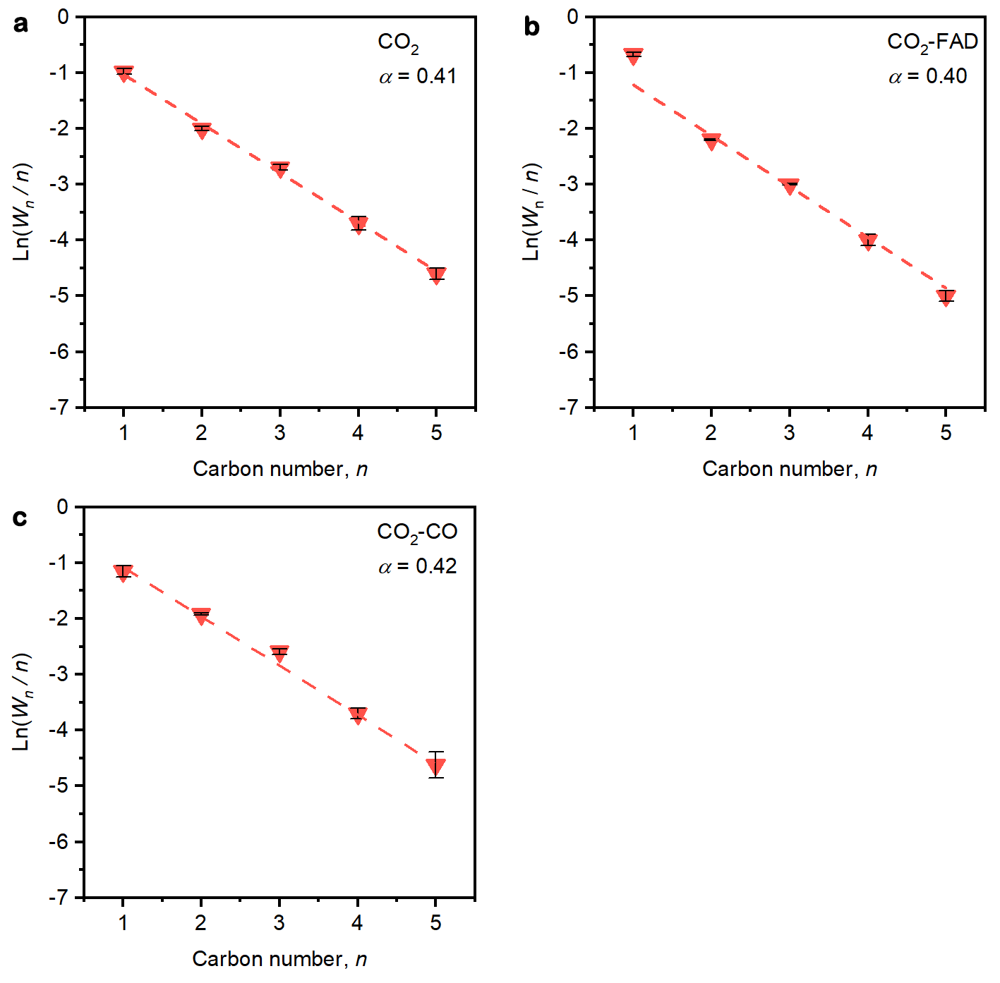 a
CO2
α = 0.41
Ln(Wn / n)
0
-1
-2
-3
-4
-5
-6
-7
1 2 3 4 5
Carbon number, n
b
CO2-FAD
α = 0.40
Ln(Wn / n)
0
-1
-2
-3
-4
-5
-6
-7
1 2 3 4 5
Carbon number, n
c
CO2-CO
α = 0.42
Ln(Wn / n)
0
-1
-2
-3
-4
-5
-6
-7
1 2 3 4 5
Carbon number, n